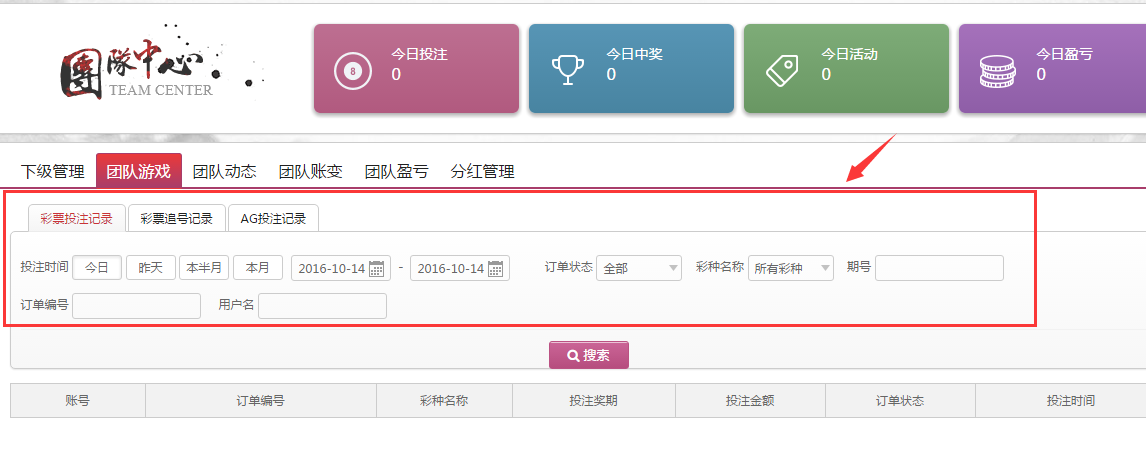 團隊中心
TEAM CENTER
8
今日投注
0
今日中奖
0
今日活动
0
今日盈亏
0
下级管理 团队游戏 团队动态 团队账变 团队盈亏 分红管理
彩票投注记录 彩票追号记录 AG投注记录
投注时间 今日 昨天 本半月 本月 2016-10-14 - 2016-10-14 订单状态 全部 彩种名称 所有彩种 期号
订单编号 用户名
搜索
账号 订单编号 彩种名称 投注奖期 投注金额 订单状态 投注时间